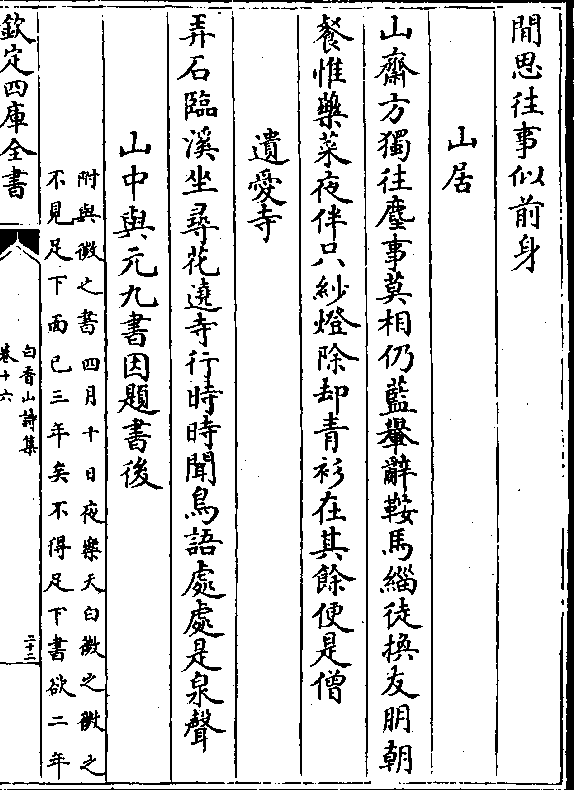 間思往事似前身
山居
山齋方獨往塵事莫相仍藍轝辭鞍馬緇徒換友朋朝
餐惟藥菜夜伴只紗燈除却青衫在其餘便是僧
遺愛寺
弄石臨溪坐尋花遶寺行時時聞鳥語處處是泉聲
山中與元九書因題書後
附與微之書四月十日夜樂天白微之微之
不見足下面已三年矣不得足下書欲二年
欽定四庫全書
白香山詩集
卷十六
二十三